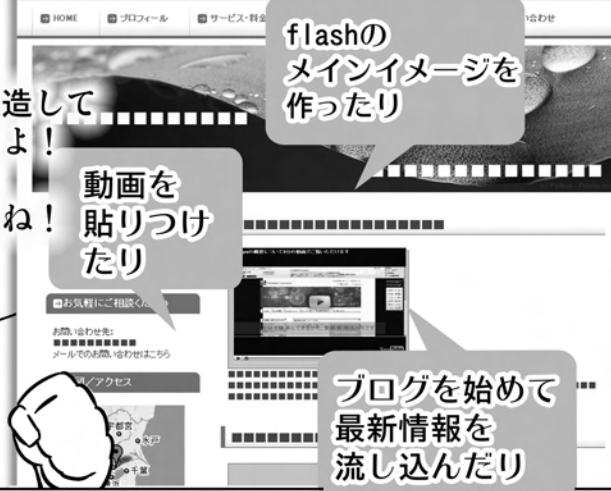 HOME
プロフィール
サービス・料金
い合わせ
flashの
メインイメージを
作ったり
造して
よ！
ね！
動画を
貼りつけ
たり
お気軽にご相談ください
お問い合わせ先:
メールでのお問い合わせはこちら
／アクセス
宇都宮
水戸
千葉
ブログを始めて
最新情報を
流し込んだり